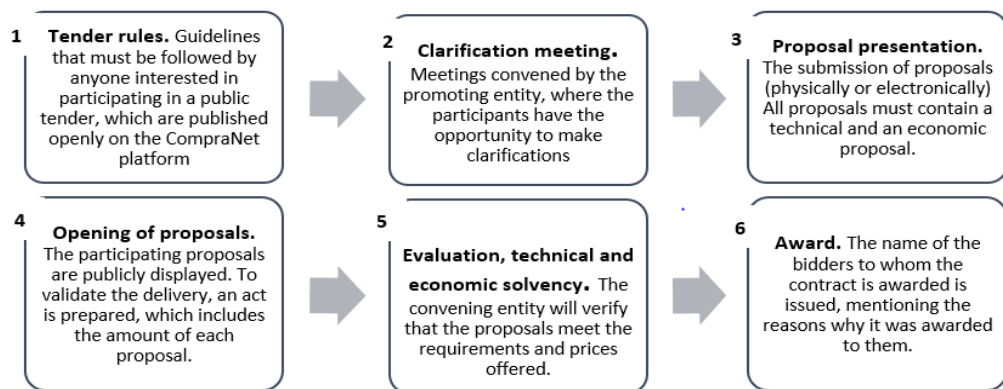 1
Tender rules. Guidelines
that must be followed by
anyone interested in
participating in a public
tender, which are published
openly on the CompraNet
platform
2
Clarification meeting.
Meetings convened by the
promoting entity, where the
participants have the
opportunity to make
clarifications
3
Proposal presentation.
The submission of proposals
(physically or electronically)
All proposals must contain a
technical and an economic
proposal.
4
Opening of proposals.
The participating proposals
are publicly displayed. To
validate the delivery, an act
is prepared, which includes
the amount of each
proposal.
5
Evaluation, technical and
economic solvency. The
convening entity will verify
that the proposals meet the
requirements and prices
offered.
6
Award. The name of the
bidders to whom the
contract is awarded is
issued, mentioning the
reasons why it was awarded
to them.